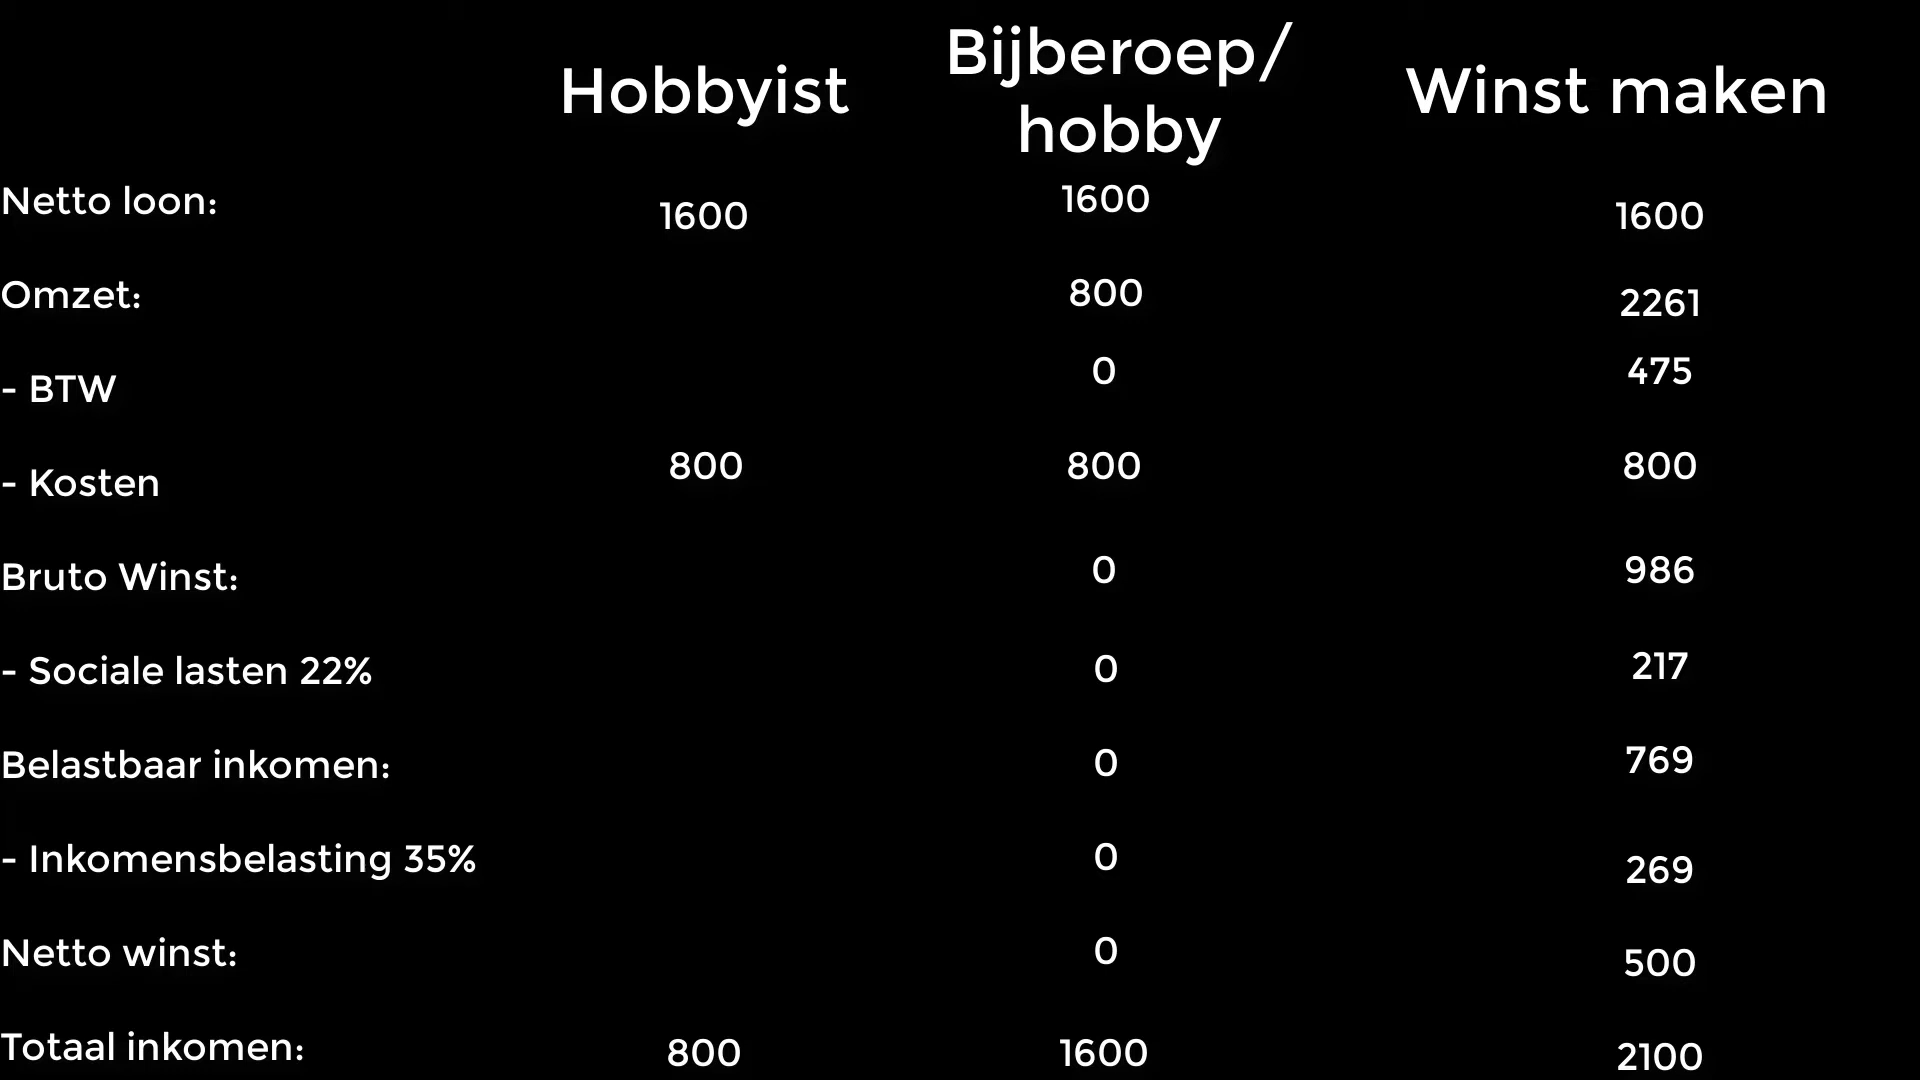 Hobbyist Bijberoep/ Winst maken
hobby
Netto loon: 1600 1600 1600
Omzet: 800 2261
- BTW 0 475
- Kosten 800 800 800
Bruto Winst: 0 986
- Sociale lasten 22% 0 217
Belastbaar inkomen: 0 769
- Inkomensbelasting 35% 0 269
Netto winst: 0 500
Totaal inkomen: 800 1600 2100